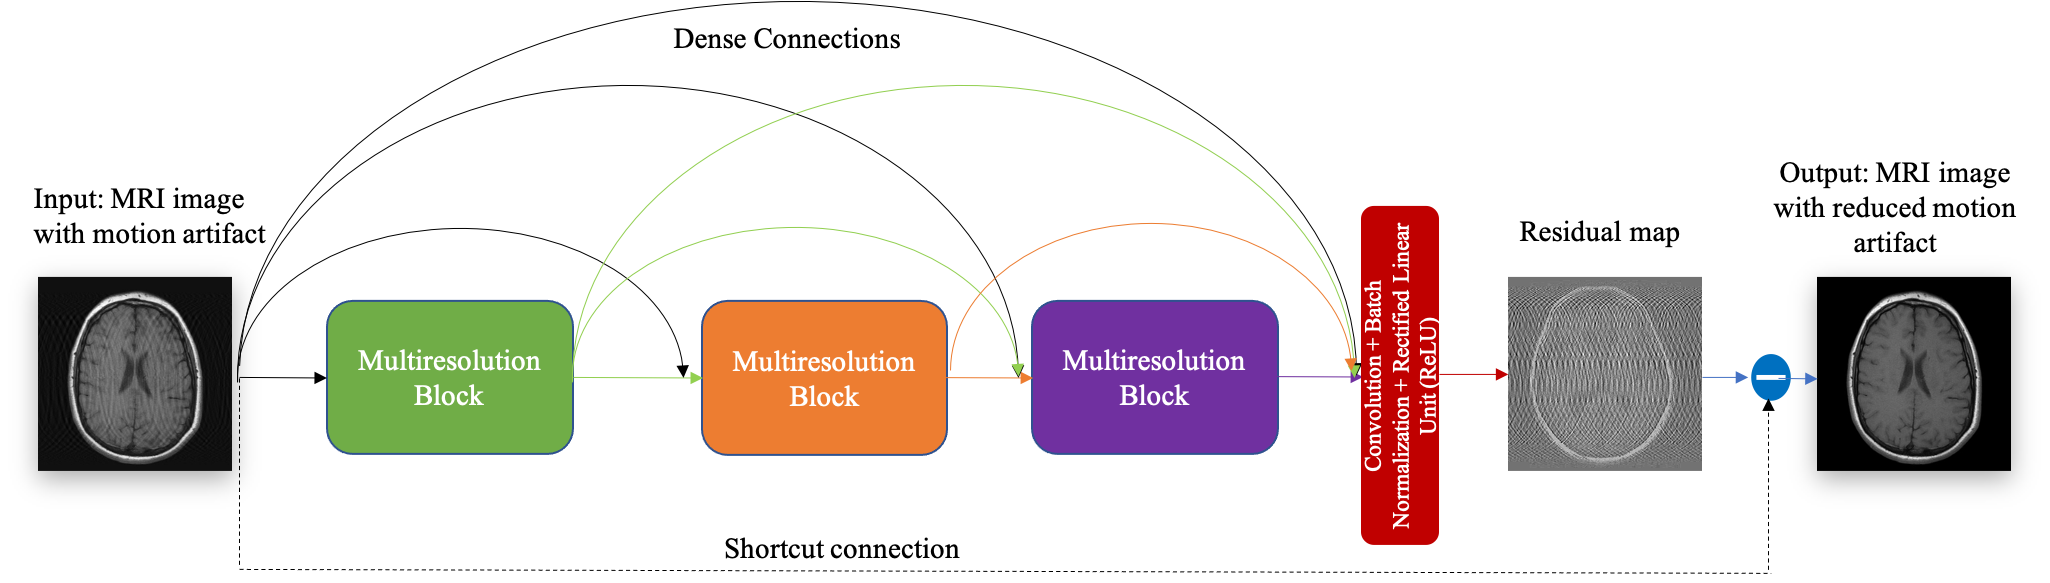 Dense Connections
Input: MRI image
with motion artifact
Multiresolution
Block
Multiresolution
Block
Multiresolution
Block
Convolution + Batch
Normalization + Rectified Linear
Unit (ReLU)
Residual map
Output: MRI image
with reduced motion
artifact
Shortcut connection